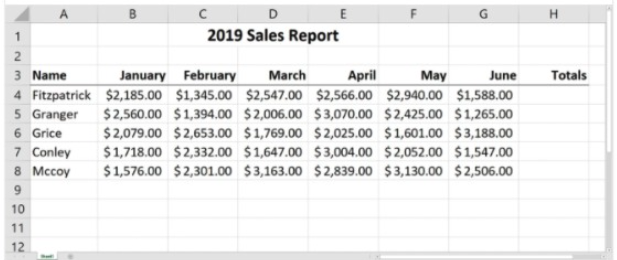 A B C D E F G H
1 2019 Sales Report
2
3 Name January February March April May June Totals
4 Fitzpatrick $2,185.00 $1,345.00 $2,547.00 $2,566.00 $2,940.00 $1,588.00
5 Granger $2,560.00 $1,394.00 $2,006.00 $3,070.00 $2,425.00 $1,265.00
6 Grice $2,079.00 $2,653.00 $1,769.00 $2,025.00 $1,601.00 $3,188.00
7 Conley $1,718.00 $2,332.00 $1,647.00 $3,004.00 $2,052.00 $1,547.00
8 Mccoy $1,576.00 $2,301.00 $3,163.00 $2,839.00 $3,130.00 $2,506.00
9
10
11
12